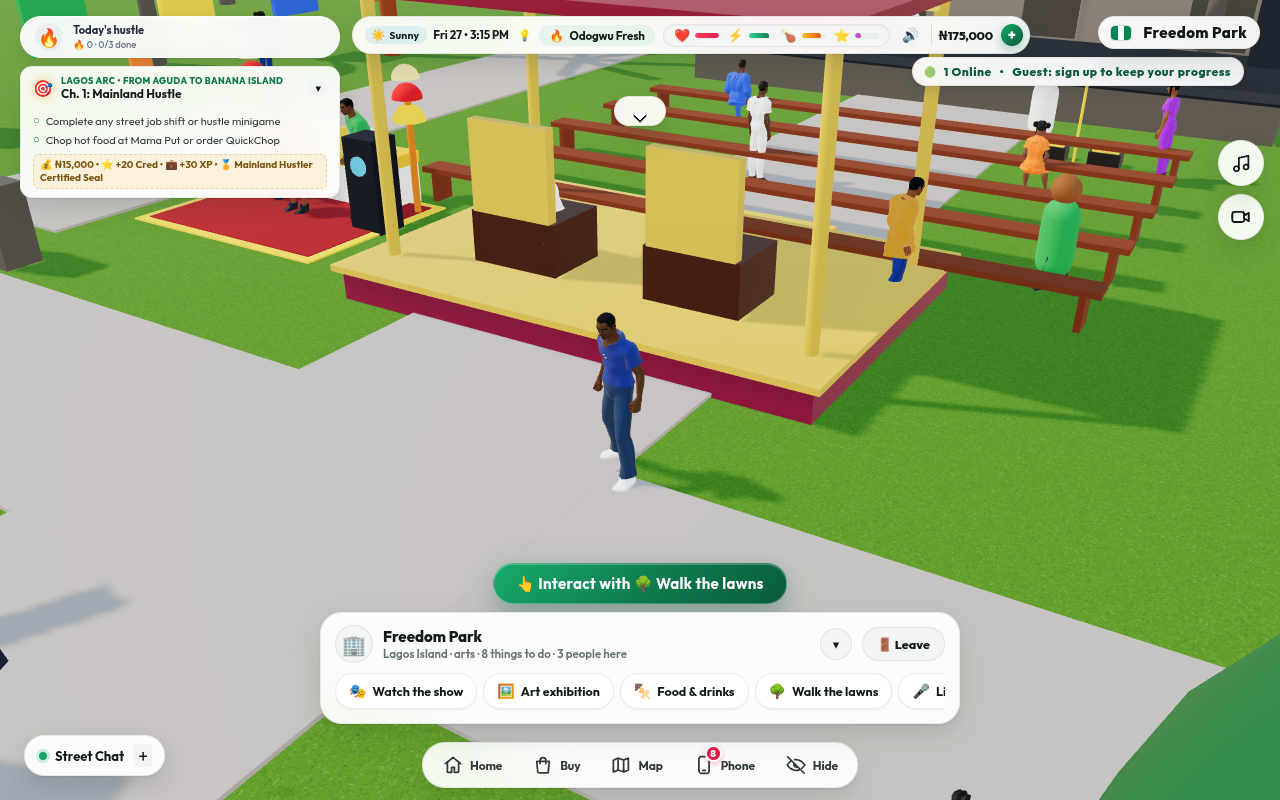 Today's hustle
🔥 0 · 0/3 done
LAGOS ARC • FROM AGUDA TO BANANA ISLAND
Ch. 1: Mainland Hustle
Complete any street job shift or hustle minigame
Chop hot food at Mama Put or order QuickChop
💰 ₦15,000 • ⭐ +20 Cred • 💼 +30 XP • 🏅 Mainland Hustler
Certified Seal
Sunny
Fri 27 • 3:15 PM
Odogwu Fresh
₦175,000
+
Freedom Park
1 Online • Guest: sign up to keep your progress
👆 Interact with 🌳 Walk the lawns
Freedom Park
Lagos Island · arts · 8 things to do · 3 people here
Leave
Watch the show
Art exhibition
Food & drinks
Walk the lawns
Li
Street Chat +
Home
Buy
Map
Phone
8
Hide